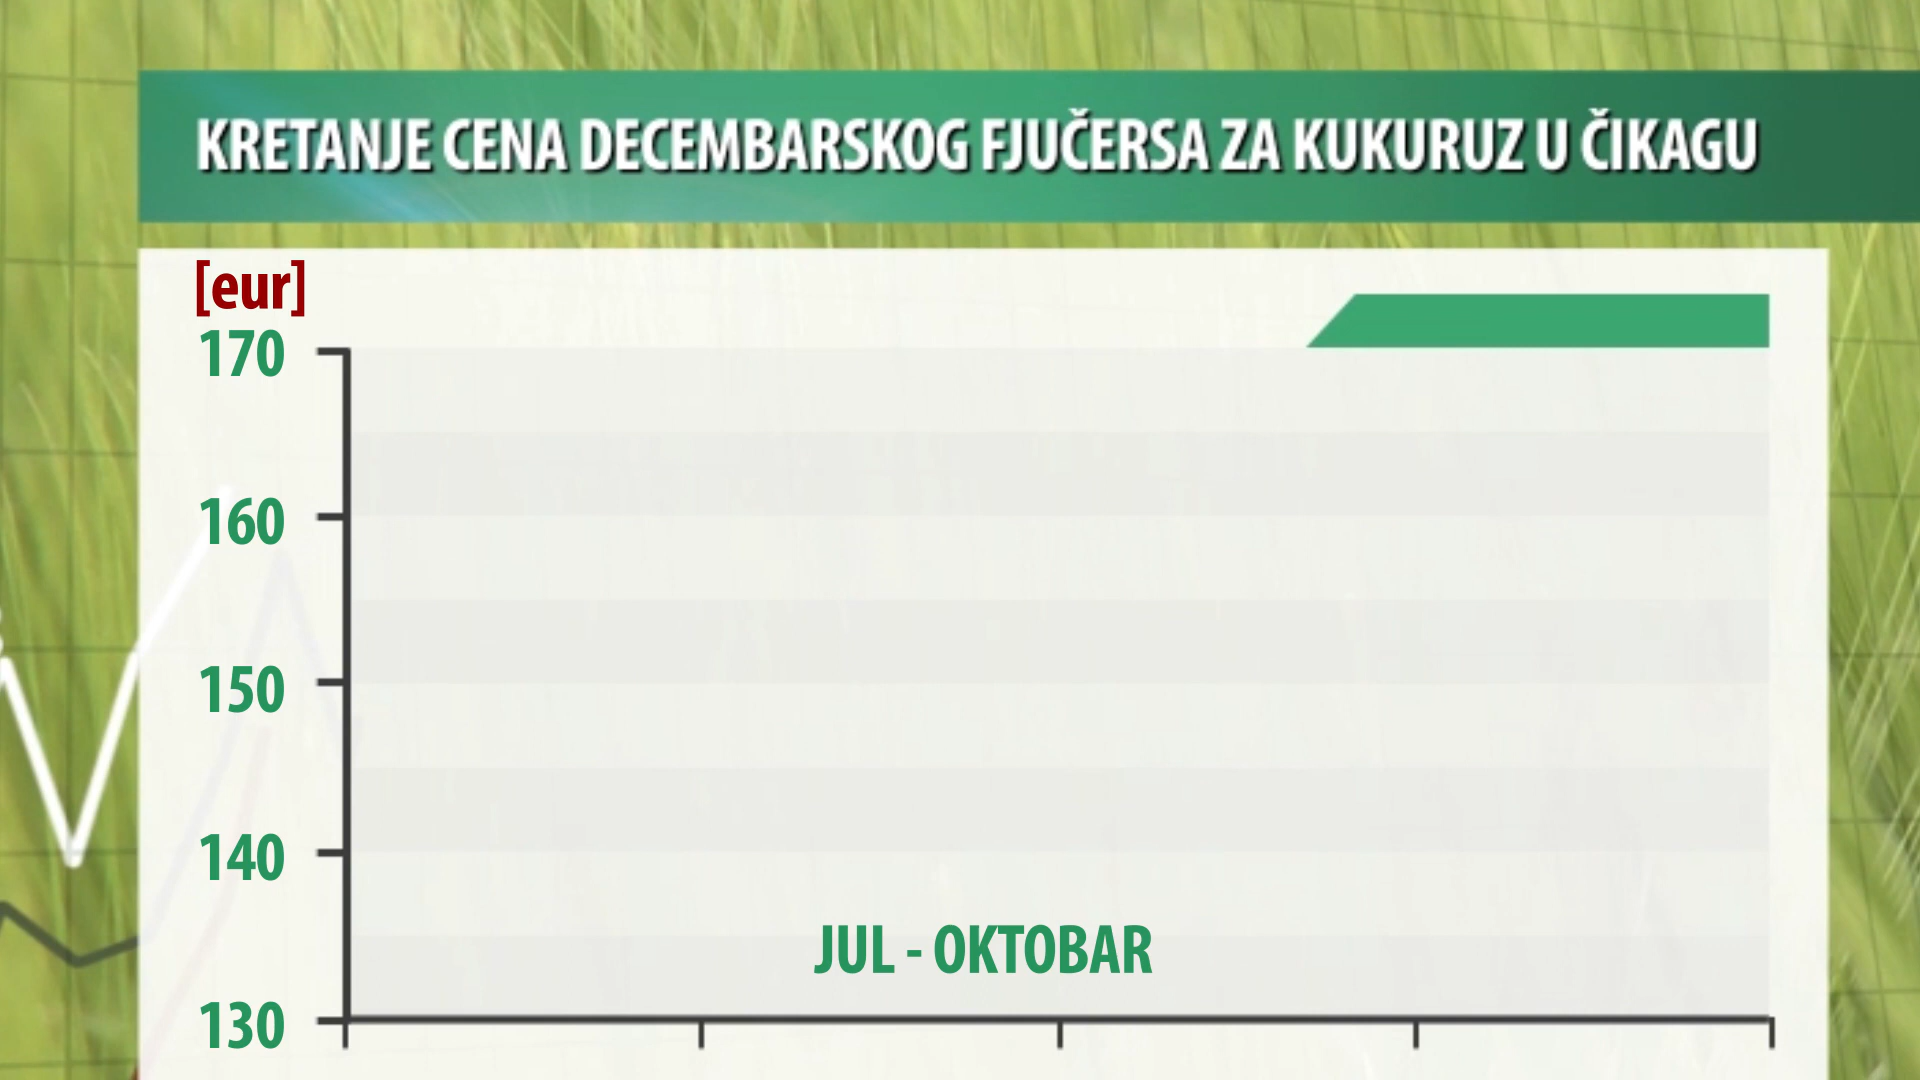 KRETANJE CENA DECEMBARSKOG FJUČERSA ZA KUKURUZ U ČIKAGU
[eur]
170
160
150
140
JUL - OKTOBAR
130